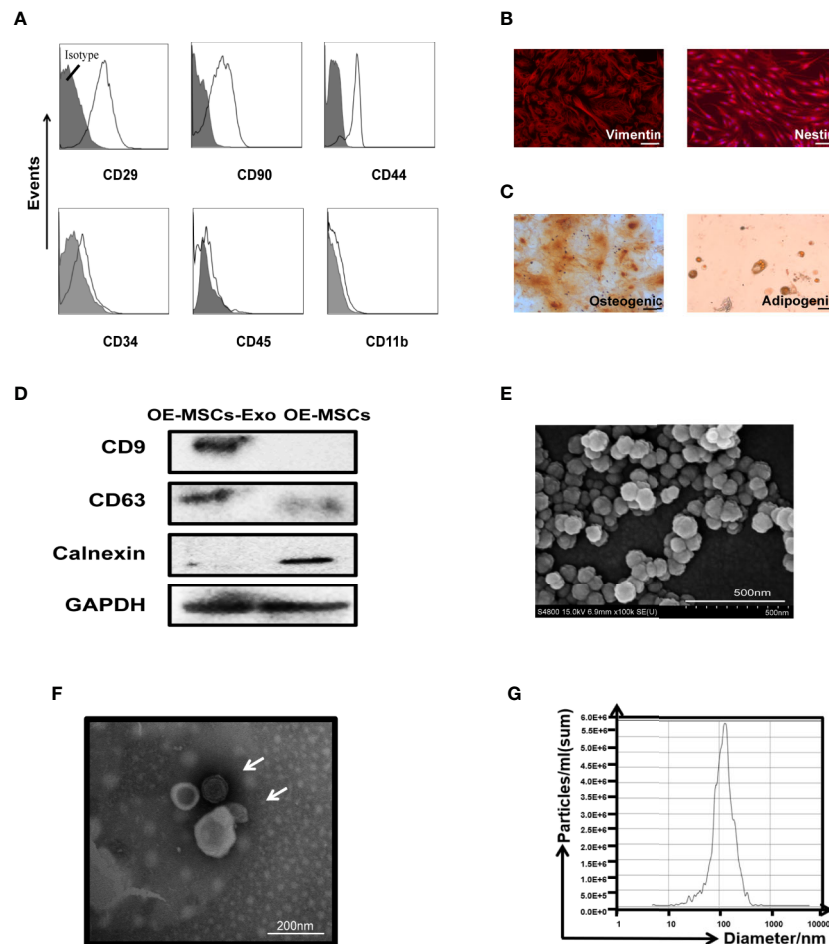 A
Isotype
Events
CD29
CD90
CD44
CD34
CD45
CD11b
B
Vimentin
Nestin
C
Osteogenic
Adipogenic
D
OE-MSCs-Exo OE-MSCs
CD9
CD63
Calnexin
GAPDH
E
500nm
S4800 15.0kV 6.9mm x100k SE(U)
500nm
F
200nm
G
Particles/ml(sum)
6.0E+6
5.5E+6
5.0E+6
4.5E+6
4.0E+6
3.5E+6
3.0E+6
2.5E+6
2.0E+6
1.5E+6
1.0E+6
5.0E+5
0.0E+0
1
10
100
1000
10000
Diameter/nm